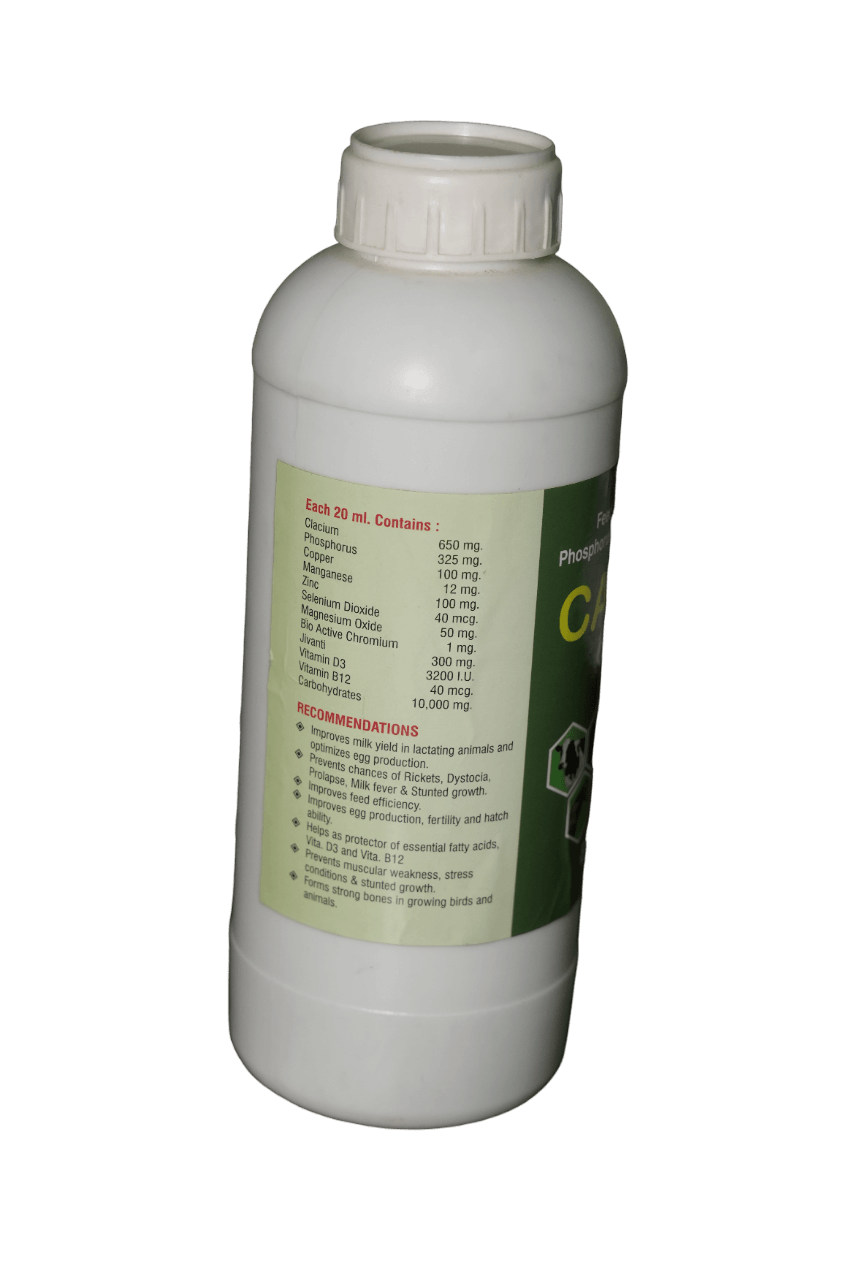 Each 20 ml. Contains :
Clacium 650 mg.
Phosphorus 325 mg.
Copper 100 mg.
Manganese 12 mg.
Zinc 100 mg.
Selenium Dioxide 40 mcg.
Magnesium Oxide 50 mg.
Bio Active Chromium 1 mg.
Jivanti 300 mg.
Vitamin D3 3200 I.U.
Vitamin B12 40 mcg.
Carbohydrates 10,000 mg.
RECOMMENDATIONS
Improves milk yield in lactating animals and
optimizes egg production.
Prevents chances of Rickets, Dystocia,
Prolapse, Milk fever & Stunted growth.
Improves feed efficiency.
Improves egg production, fertility and hatch
ability.
Helps as protector of essential fatty acids,
Vita. D3 and Vita. B12
Prevents muscular weakness, stress
conditions & stunted growth.
Forms strong bones in growing birds and
animals.